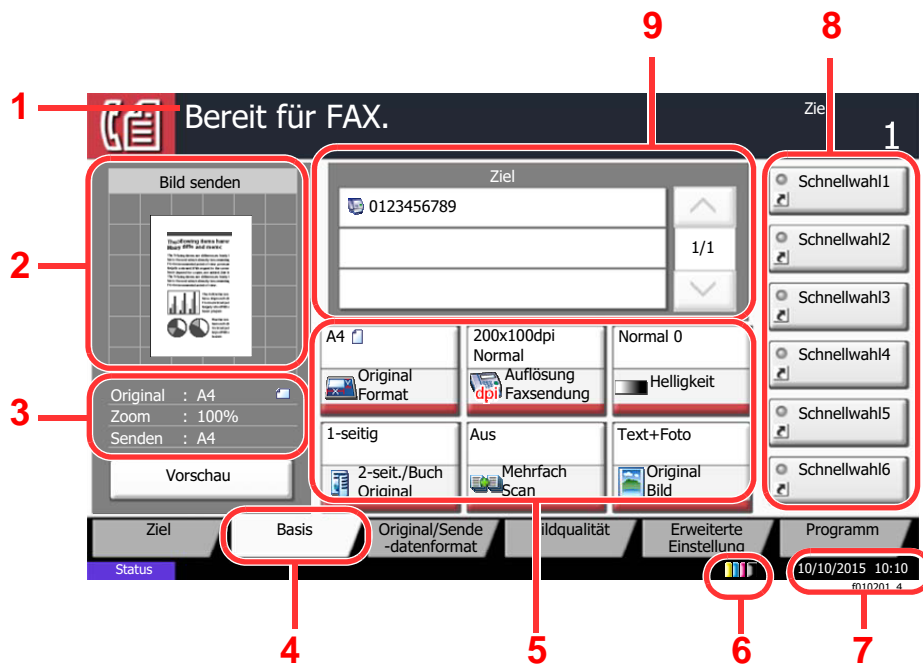 9
8
1
Bereit für FAX.
Zie
1
Bild senden
2
Ziel
0123456789
1/1
Schnellwahl1
Schnellwahl2
Schnellwahl3
Schnellwahl4
Schnellwahl5
Schnellwahl6
3
Original : A4
Zoom : 100%
Senden : A4
Vorschau
A4
Original
Format
200x100dpi
Normal
dpi
Auflösung
Faxsendung
Normal 0
Helligkeit
1-seitig
2-seit./Buch
Original
Aus
Mehrfach
Scan
Text+Foto
Original
Bild
Ziel
Basis
Original/Sende
-datenformat
ildqualität
Erweiterte
Einstellung
Programm
Status
10/10/2015 10:10
f010201_4
4
5
6
7